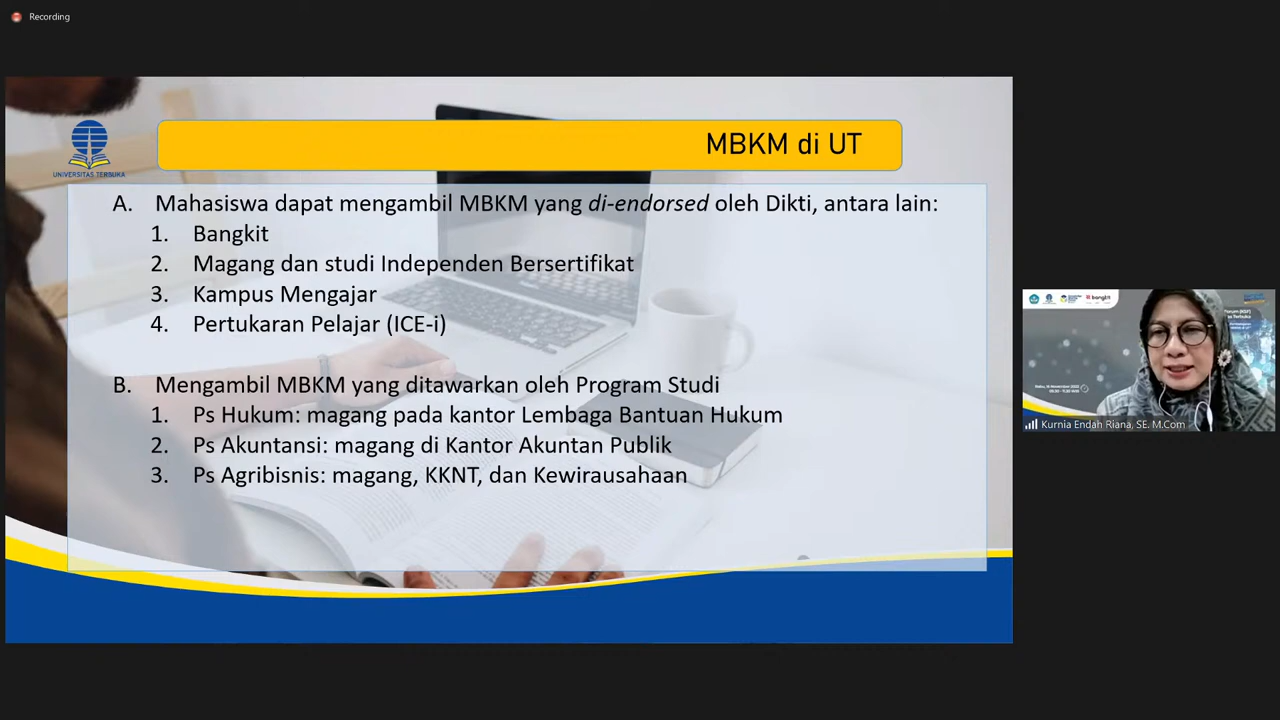 Recording
MBKM di UT
UNIVERSITAS TERBUKA
A. Mahasiswa dapat mengambil MBKM yang di-endorsed oleh Dikti, antara lain:
1. Bangkit
2. Magang dan studi Independen Bersertifikat
3. Kampus Mengajar
4. Pertukaran Pelajar (ICE-i)
B. Mengambil MBKM yang ditawarkan oleh Program Studi
1. Ps Hukum: magang pada kantor Lembaga Bantuan Hukum
2. Ps Akuntansi: magang di Kantor Akuntan Publik
3. Ps Agribisnis: magang, KKNT, dan Kewirausahaan
bangkit
Kurnia Endah Riana, SE. M.Com